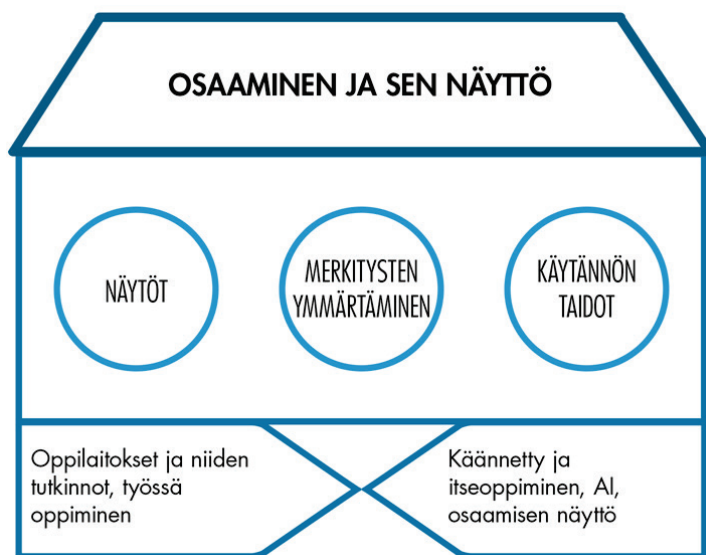 OSAAMINEN JA SEN NÄYTTÖ
NÄYTÖT
MERKITYSTEN
YMMÄRTÄMINEN
KÄYTÄNNÖN
TAIDOT
Oppilaitokset ja niiden
tutkinnot, työssä
oppiminen
Käännetty ja
itseoppiminen, AI,
osaamisen näyttö